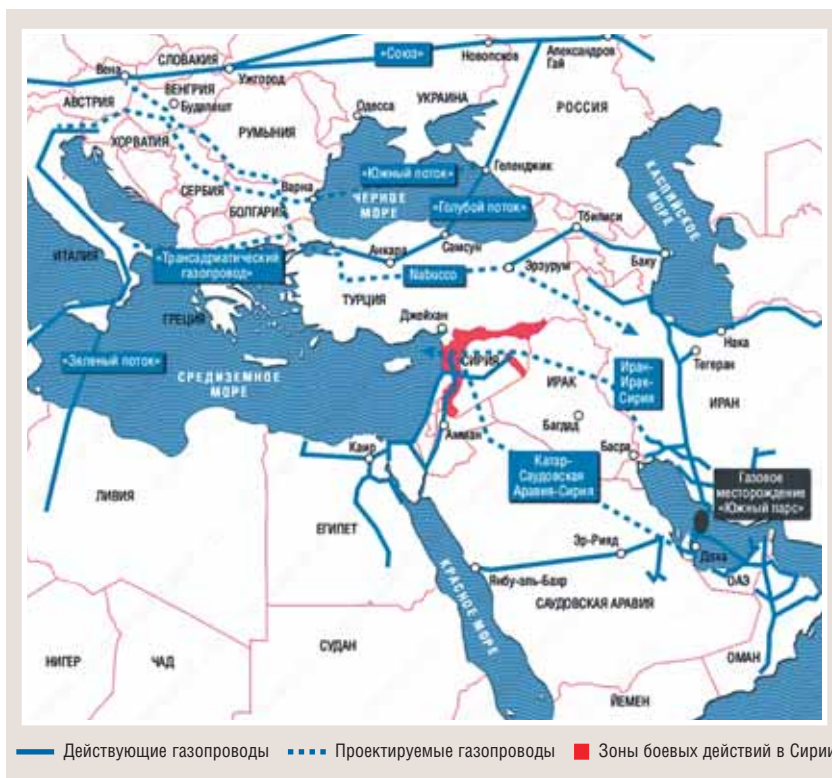 «Союз»
Новопсков
Александров
Гай
СЛОВАКИЯ
Вена
Ужгород
ВЕНГРИЯ
АВСТРИЯ
Будапешт
Одесса
УКРАИНА
РОССИЯ
ХОРВАТИЯ
РУМЫНИЯ
«Южный поток»
Геленджик
КАСПИЙСКОЕ
МОРЕ
СЕРБИЯ
Варна
ЧЕРНОЕ
МОРЕ
БОЛГАРИЯ
«Голубой поток»
Тбилиси
ИТАЛИЯ
«Трансадриатический
газопровод»
Анкара
Самсун
Nabucco
Эрзурум
Баку
ТУРЦИЯ
ГРЕЦИЯ
Джейхан
Нака
«Зеленый поток»
СИРИЯ
Тегеран
СРЕДИЗЕМНОЕ
МОРЕ
ИРАК
Иран-
Ирак-
Сирия
ИРАН
Багдад
Амман
Каир
Басра
Катар-
Саудовская
Аравия-Сирия
Газовое
месторождение
«Южный парс»
ЛИВИЯ
ЕГИПЕТ
Эр-Рияд
Доха
ОАЭ
Янбу-аль-Бахр
КРАСНОЕ МОРЕ
САУДОВСКАЯ АРАВИЯ
НИГЕР
ЧАД
СУДАН
ОМАН
ЙЕМЕН
Действующие газопроводы
Проектируемые газопроводы
Зоны боевых действий в Сирии